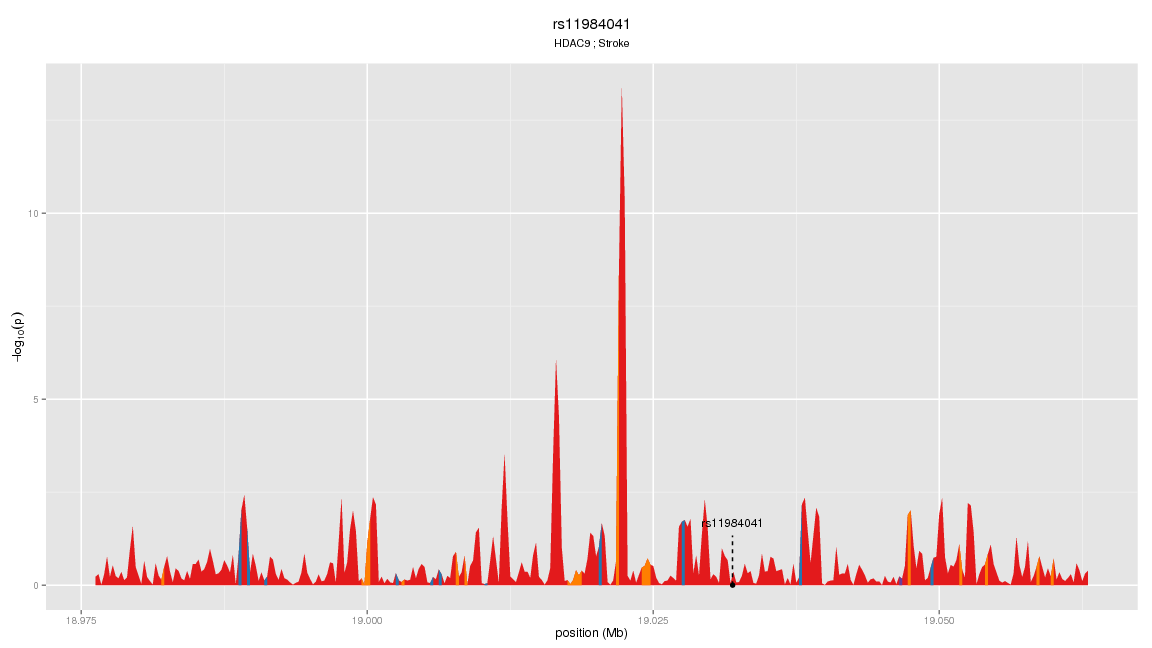 rs11984041
HDAC9 ; Stroke
−log10(p)
10
5
0
rs11984041
18.975
19.000
19.025
19.050
position (Mb)